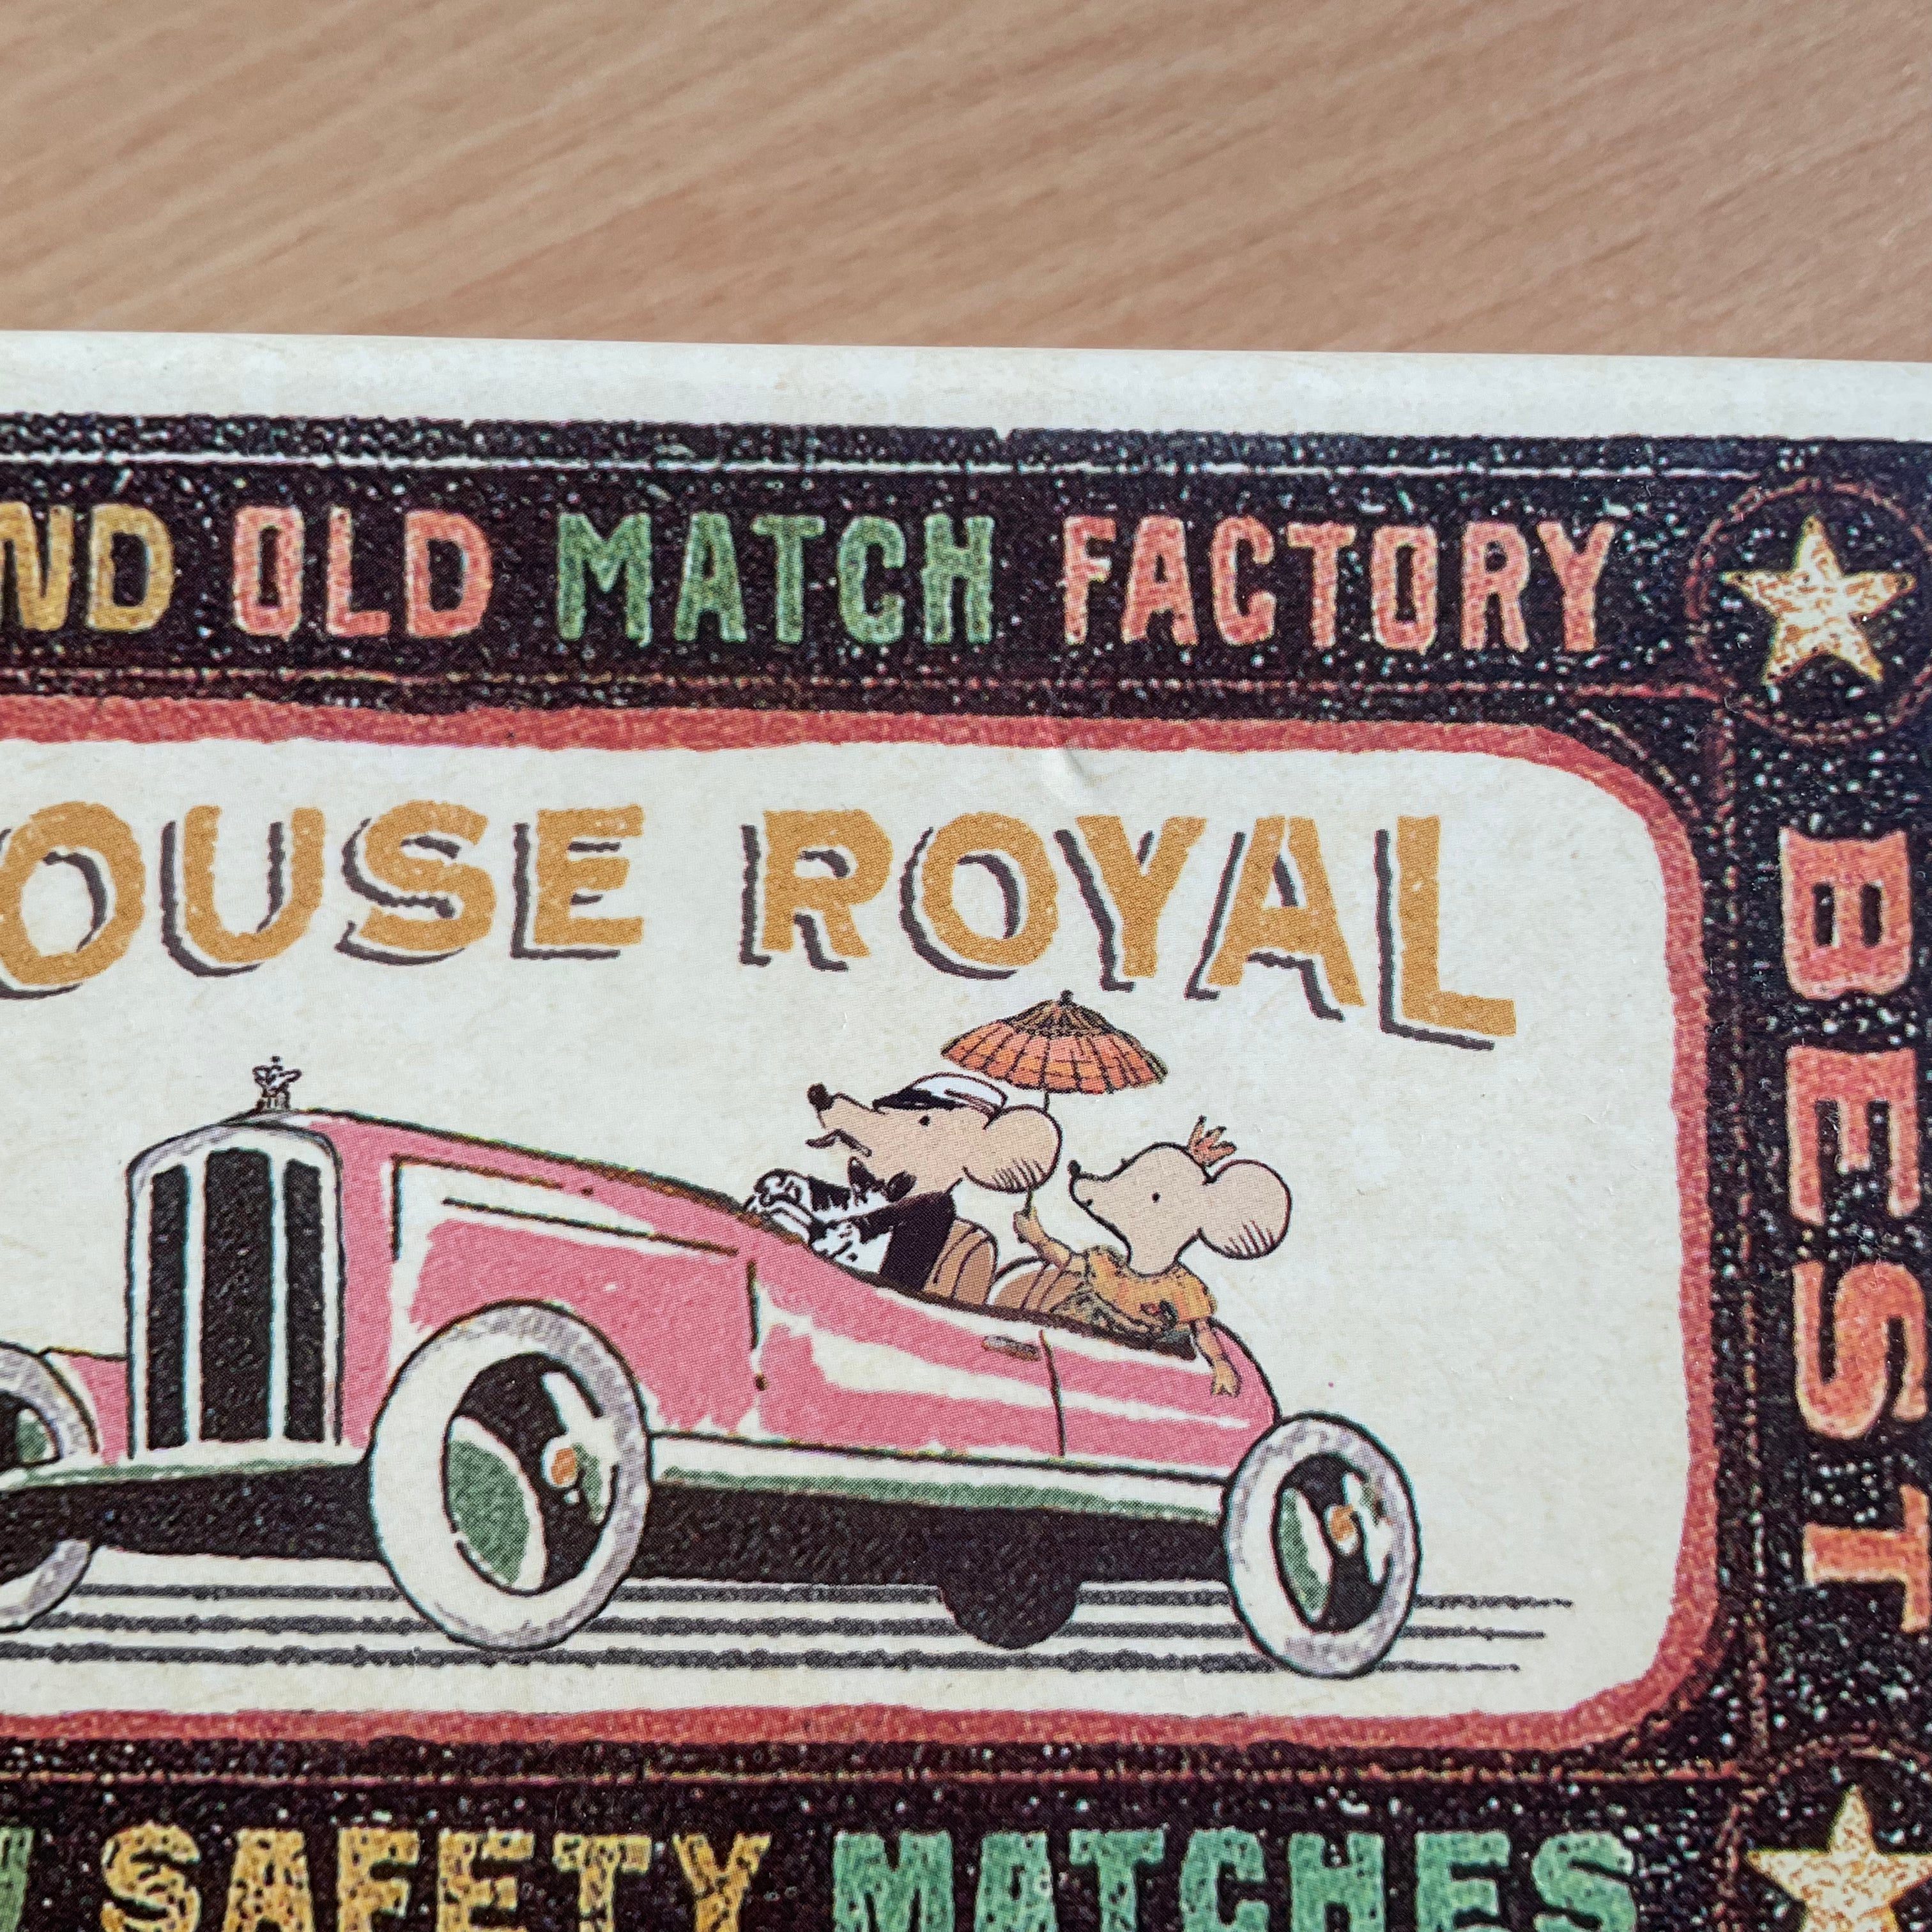 ND OLD MATCH FACTORY
OUSE ROYAL
BEST
SAFETY MATCHES